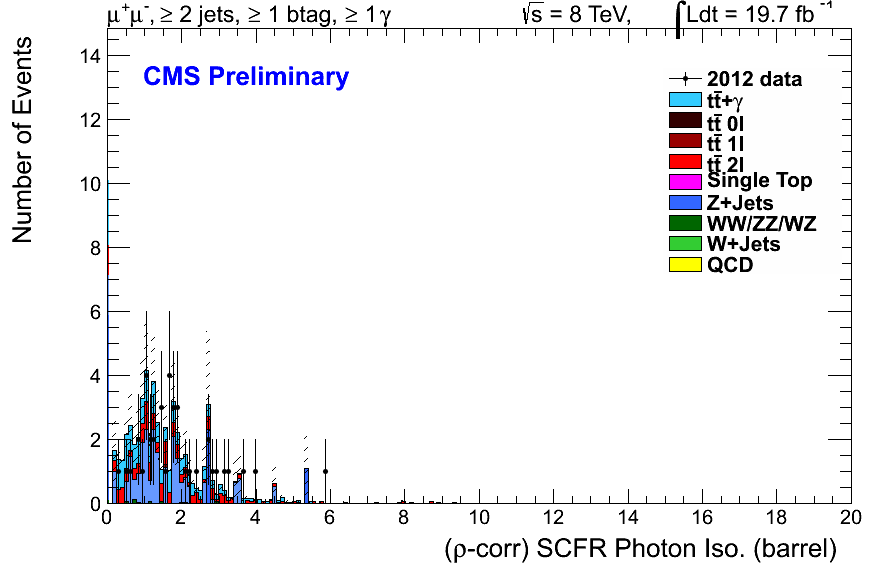 μ⁺μ⁻, ≥ 2 jets, ≥ 1 btag, ≥ 1 γ
√s = 8 TeV, ∫Ldt = 19.7 fb⁻¹
CMS Preliminary
Number of Events
14
12
10
8
6
4
2
0
2012 data
tt̄+γ
tt̄ 0l
tt̄ 1l
tt̄ 2l
Single Top
Z+Jets
WW/ZZ/WZ
W+Jets
QCD
0 2 4 6 8 10 12 14 16 18 20
(ρ-corr) SCFR Photon Iso. (barrel)